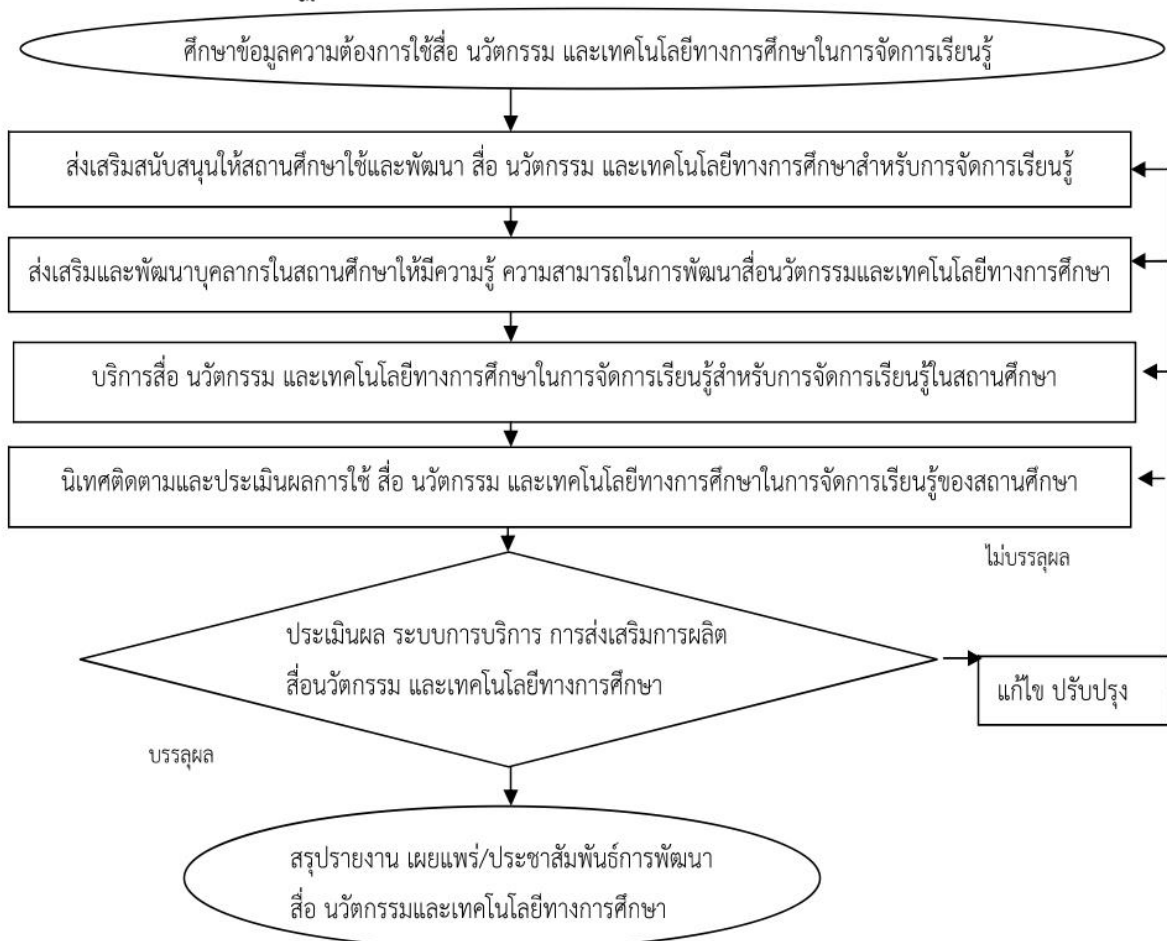 ศึกษาข้อมูลความต้องการใช้สื่อ นวัตกรรม และเทคโนโลยีทางการศึกษาในการจัดการเรียนรู้
ส่งเสริมสนับสนุนให้สถานศึกษาใช้และพัฒนา สื่อ นวัตกรรม และเทคโนโลยีทางการศึกษาสำหรับการจัดการเรียนรู้
ส่งเสริมและพัฒนาบุคลากรในสถานศึกษาให้มีความรู้ ความสามารถในการพัฒนาสื่อนวัตกรรมและเทคโนโลยีทางการศึกษา
บริการสื่อ นวัตกรรม และเทคโนโลยีทางการศึกษาในการจัดการเรียนรู้สำหรับการจัดการเรียนรู้ในสถานศึกษา
นิเทศติดตามและประเมินผลการใช้ สื่อ นวัตกรรม และเทคโนโลยีทางการศึกษาในการจัดการเรียนรู้ของสถานศึกษา
ไม่บรรลุผล
ประเมินผล ระบบการบริการ การส่งเสริมการผลิต
สื่อนวัตกรรม และเทคโนโลยีทางการศึกษา
แก้ไข ปรับปรุง
บรรลุผล
สรุปรายงาน เผยแพร่/ประชาสัมพันธ์การพัฒนา
สื่อ นวัตกรรมและเทคโนโลยีทางการศึกษา